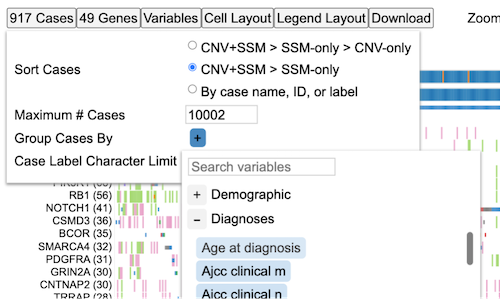 917 Cases 49 Genes Variables Cell Layout Legend Layout Download Zoom
CNV+SSM > SSM-only > CNV-only
Sort Cases
CNV+SSM > SSM-only
By case name, ID, or label
Maximum # Cases 10002
Group Cases By +
Case Label Character Limit
Search variables
RB1 (56)
+ Demographic
NOTCH1 (41)
CSMD3 (36)
– Diagnoses
BCOR (35)
SMARCA4 (32)
Age at diagnosis
PDGFRA (31)
GRIN2A (30)
Ajcc clinical m
CNTNAP2 (30)
Ajcc clinical n
TRRAP (28)